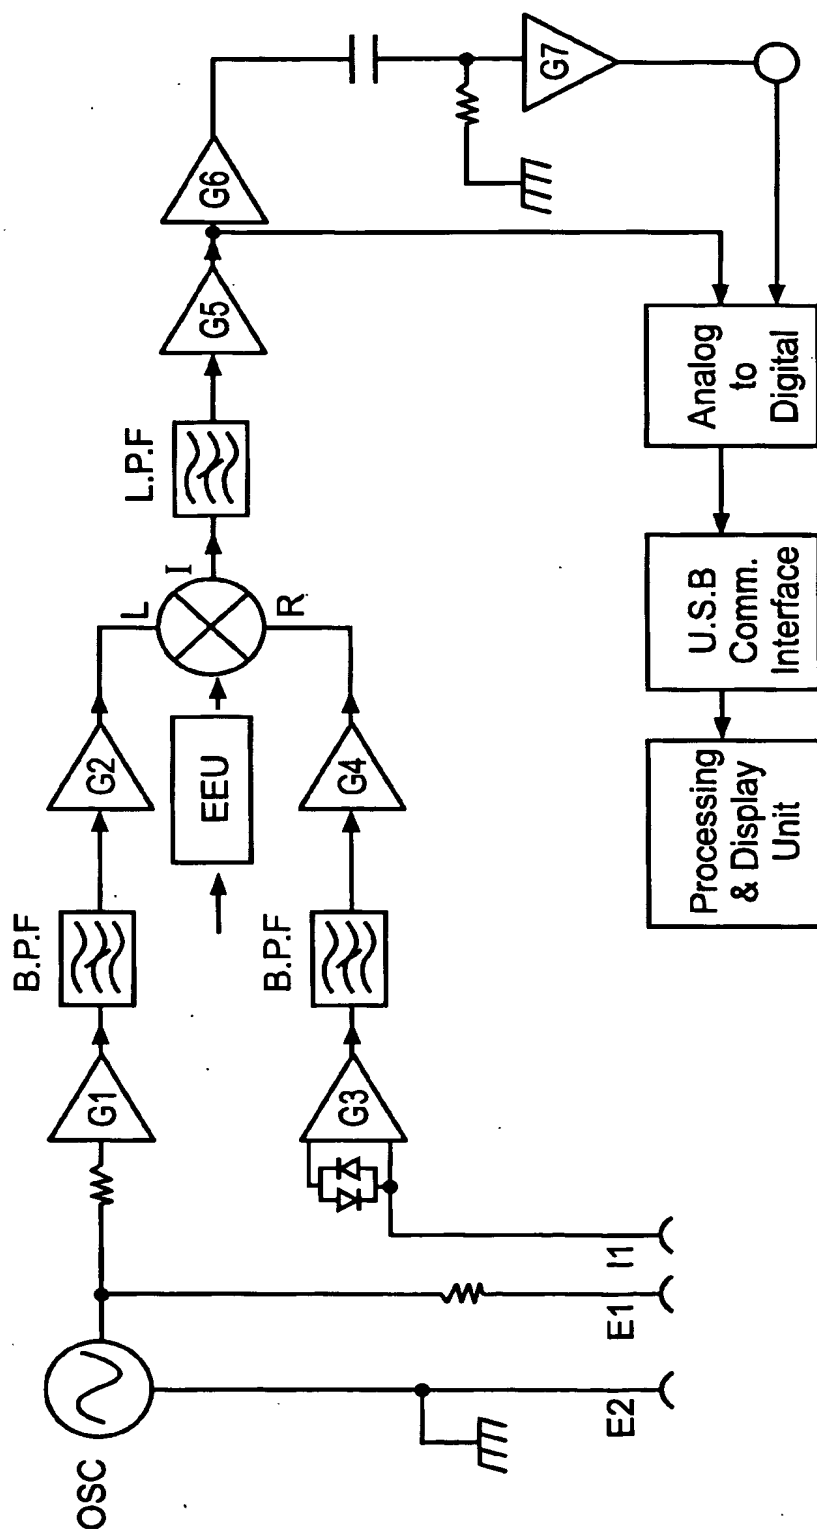 OSC
G1
B.P.F
G2
L
I
L.P.F
G5
G6
EEU
R
G3
B.P.F
G4
G7
E2
E1
I1
Processing
& Display
Unit
U.S.B
Comm.
Interface
Analog
to
Digital